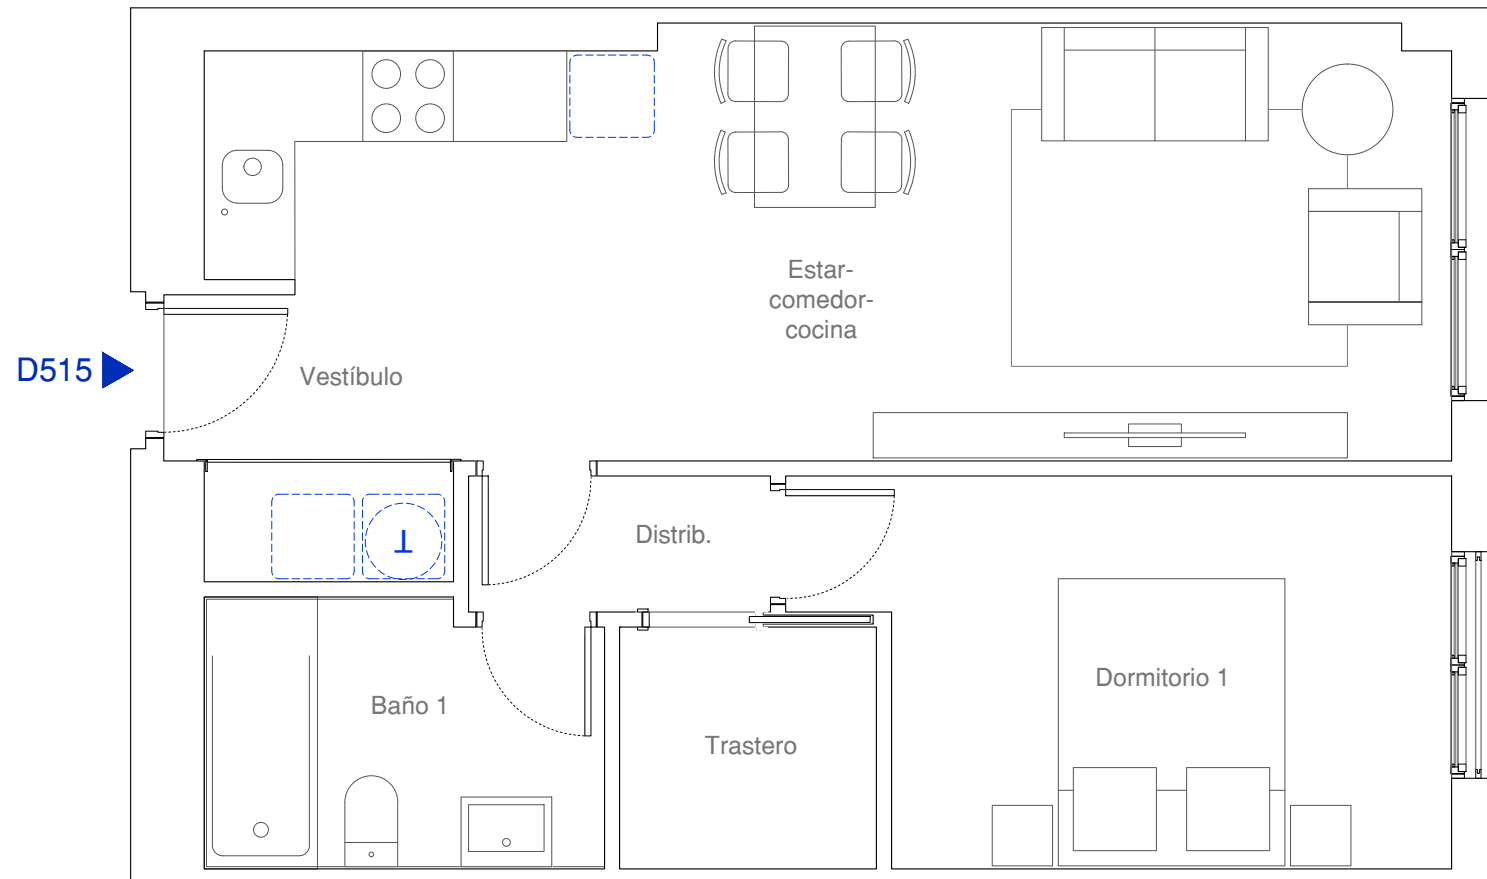 Estar-
comedor-
cocina
D515
Vestíbulo
Distrib.
T
Dormitorio 1
Baño 1
Trastero